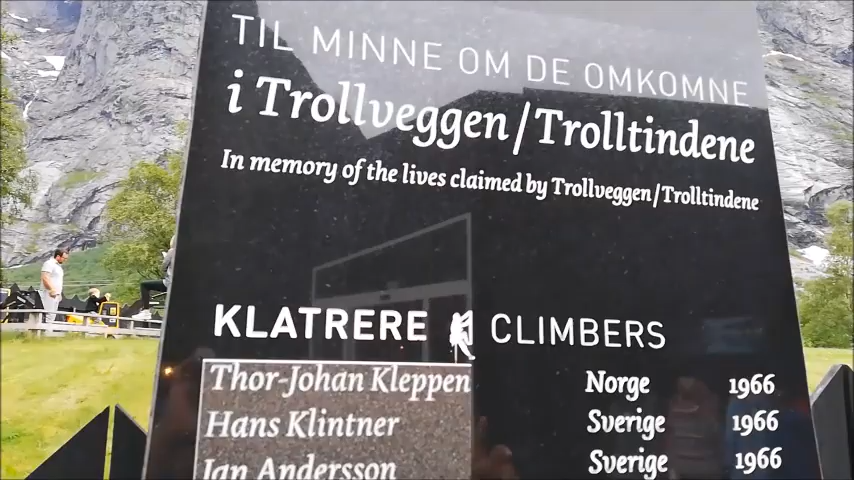 TIL MINNE OM DE OMKOMNE
i Trollveggen/Trolltindene
In memory of the lives claimed by Trollveggen/Trolltindene
KLATRERE CLIMBERS
Thor-Johan Kleppen Norge 1966
Hans Klintner Sverige 1966
Jan Andersson Sverige 1966